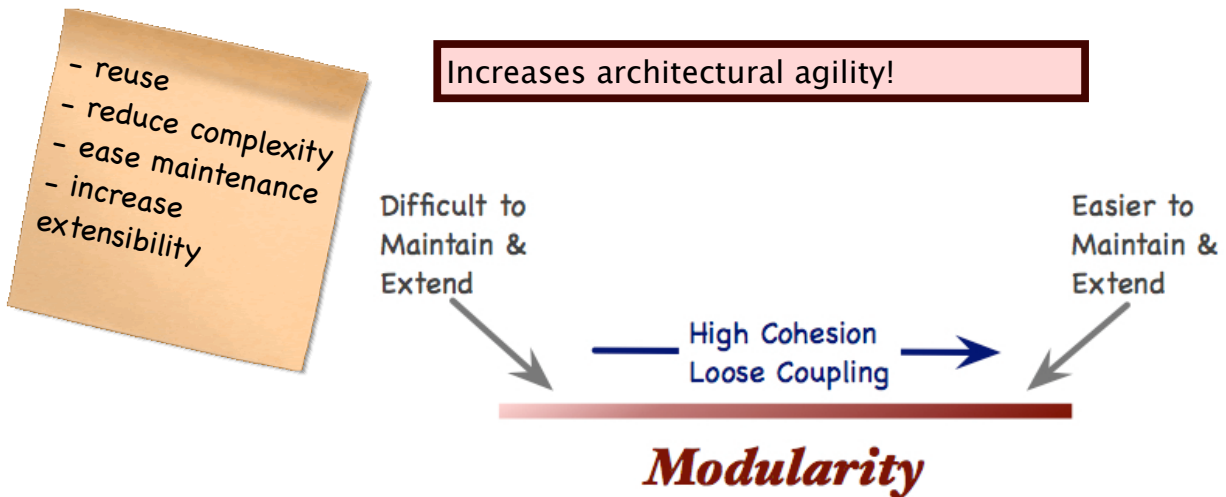 - reuse
- reduce complexity
- ease maintenance
- increase
extensibility
Increases architectural agility!
Difficult to
Maintain &
Extend
Easier to
Maintain &
Extend
High Cohesion
Loose Coupling
Modularity